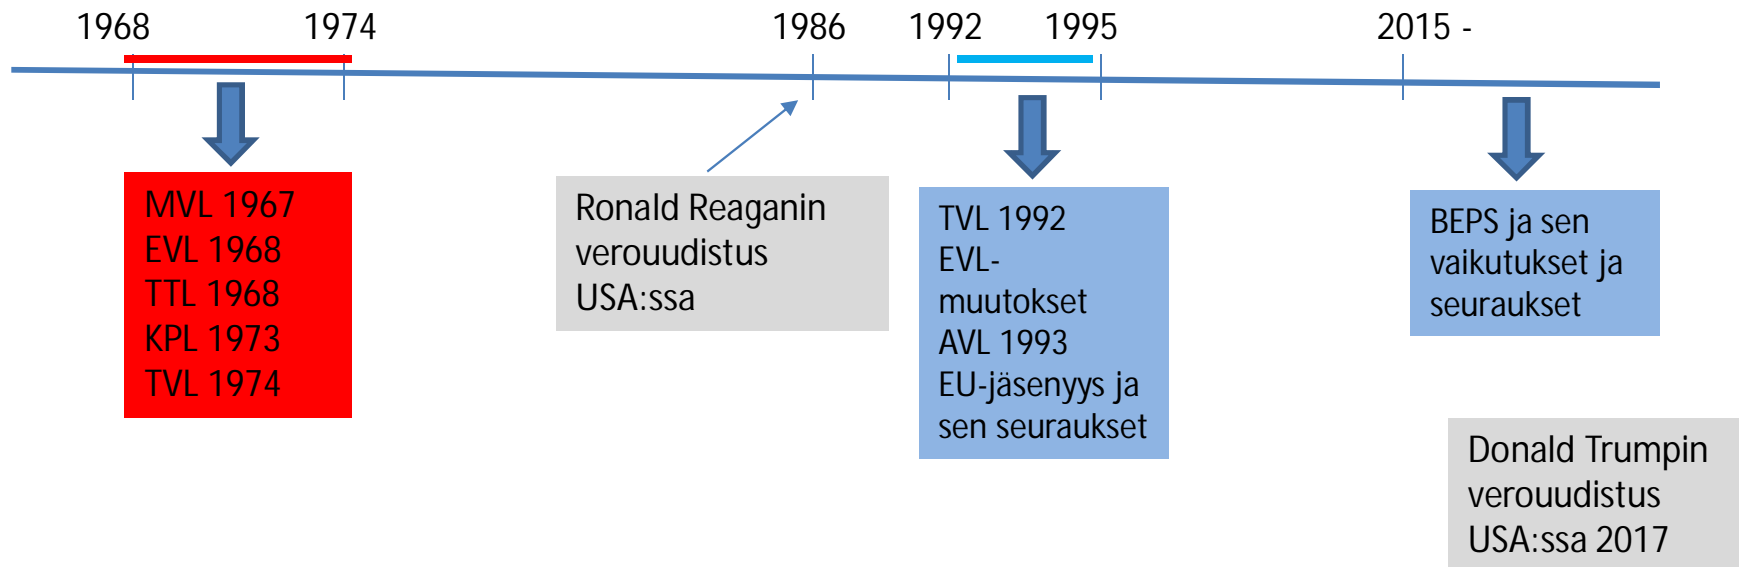 1968
1974
1986
1992
1995
2015 -
MVL 1967
EVL 1968
TTL 1968
KPL 1973
TVL 1974
Ronald Reaganin
verouudistus
USA:ssa
TVL 1992
EVL-
muutokset
AVL 1993
EU-jäsenyys ja
sen seuraukset
BEPS ja sen
vaikutukset ja
seuraukset
Donald Trumpin
verouudistus
USA:ssa 2017